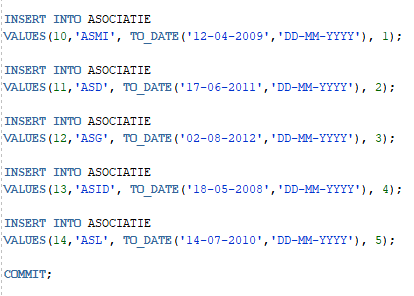 INSERT INTO ASOCIATIE
VALUES(10,'ASMI', TO_DATE('12-04-2009','DD-MM-YYYY'), 1);
INSERT INTO ASOCIATIE
VALUES(11,'ASD', TO_DATE('17-06-2011','DD-MM-YYYY'), 2);
INSERT INTO ASOCIATIE
VALUES(12,'ASG', TO_DATE('02-08-2012','DD-MM-YYYY'), 3);
INSERT INTO ASOCIATIE
VALUES(13,'ASID', TO_DATE('18-05-2008','DD-MM-YYYY'), 4);
INSERT INTO ASOCIATIE
VALUES(14,'ASL', TO_DATE('14-07-2010','DD-MM-YYYY'), 5);
COMMIT;